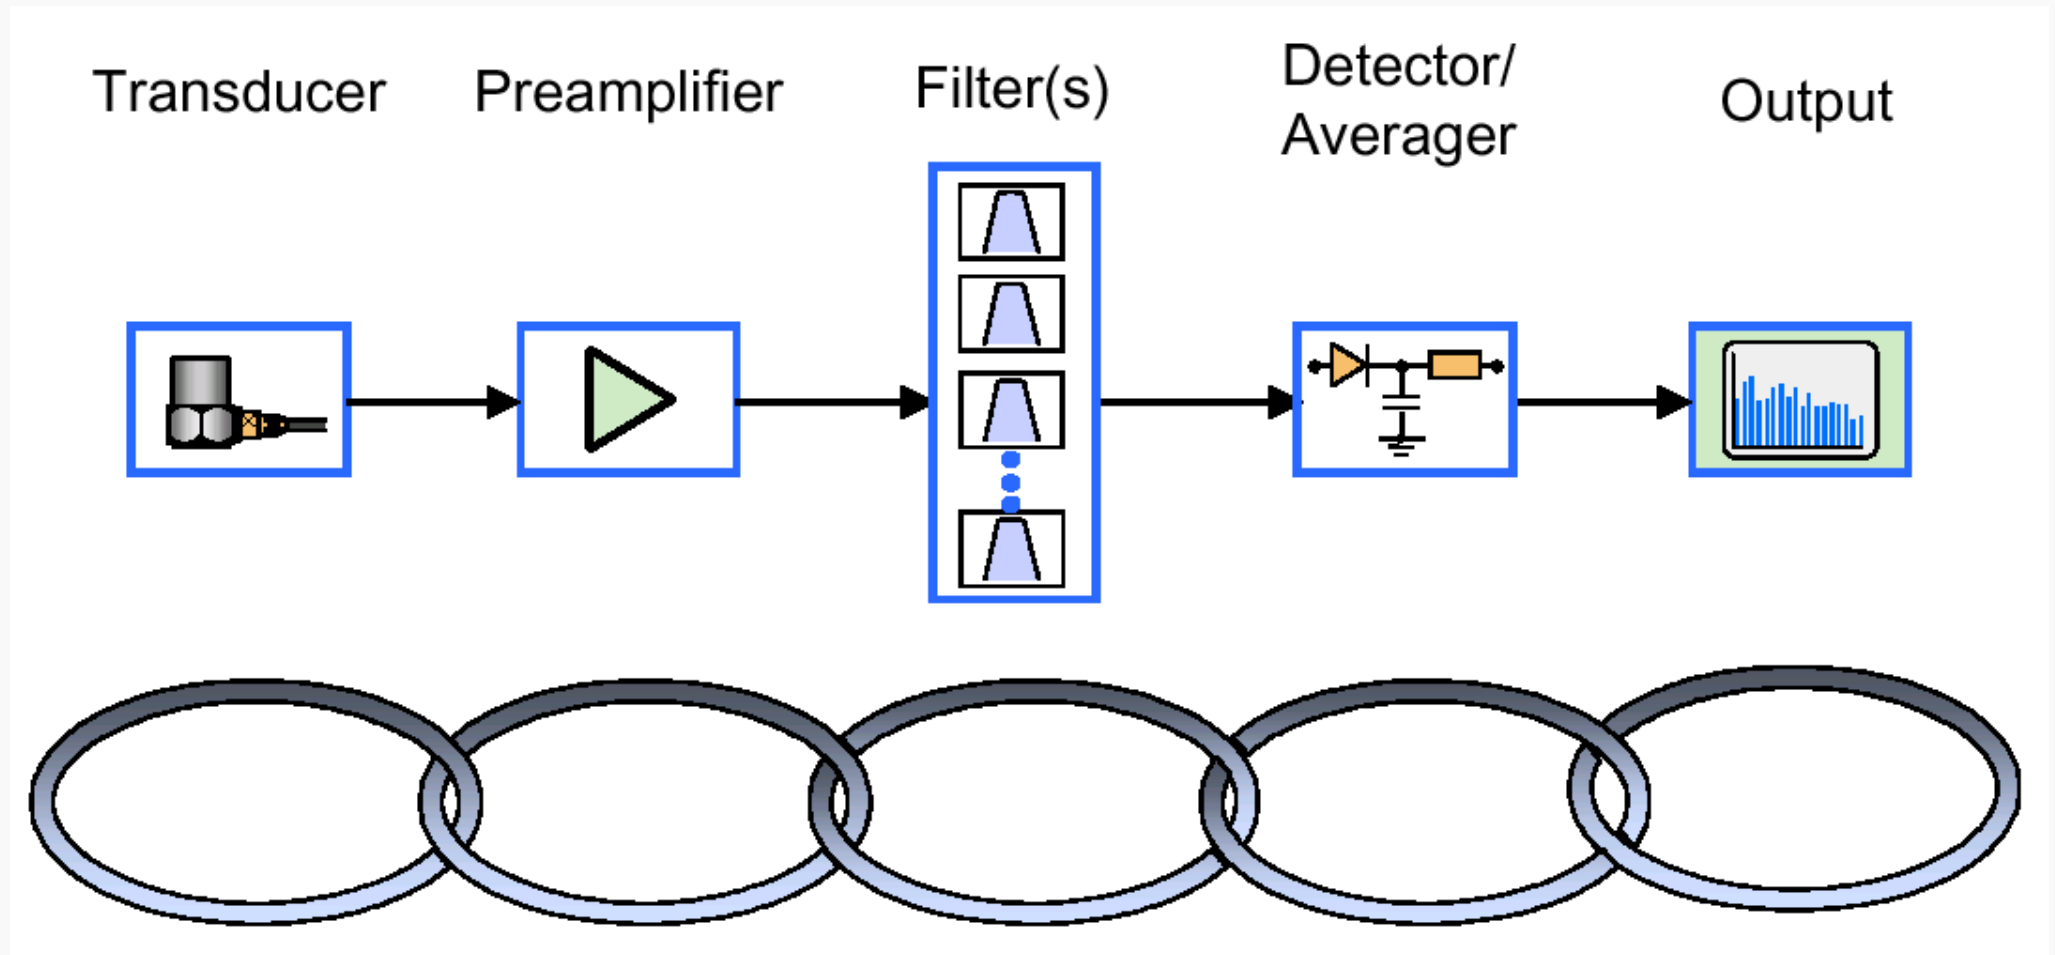 Transducer
Preamplifier
Filter(s)
Detector/
Averager
Output